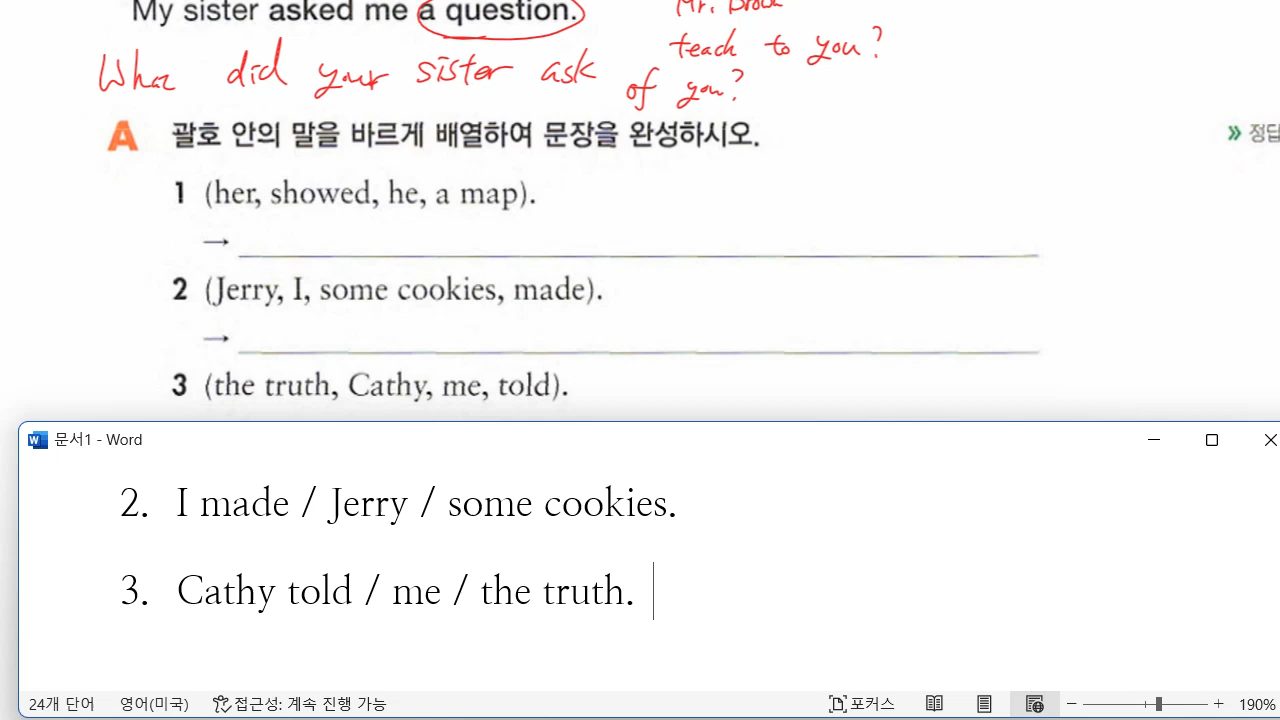 My sister asked me a question.
Mr. Brown
teach to you?
What did your sister ask of you?
A 괄호 안의 말을 바르게 배열하여 문장을 완성하시오.
» 정답
1 (her, showed, he, a map).
→
2 (Jerry, I, some cookies, made).
→
3 (the truth, Cathy, me, told).
문서1 - Word
2. I made / Jerry / some cookies.
3. Cathy told / me / the truth.
24개 단어 영어(미국) 접근성: 계속 진행 가능 포커스 190%